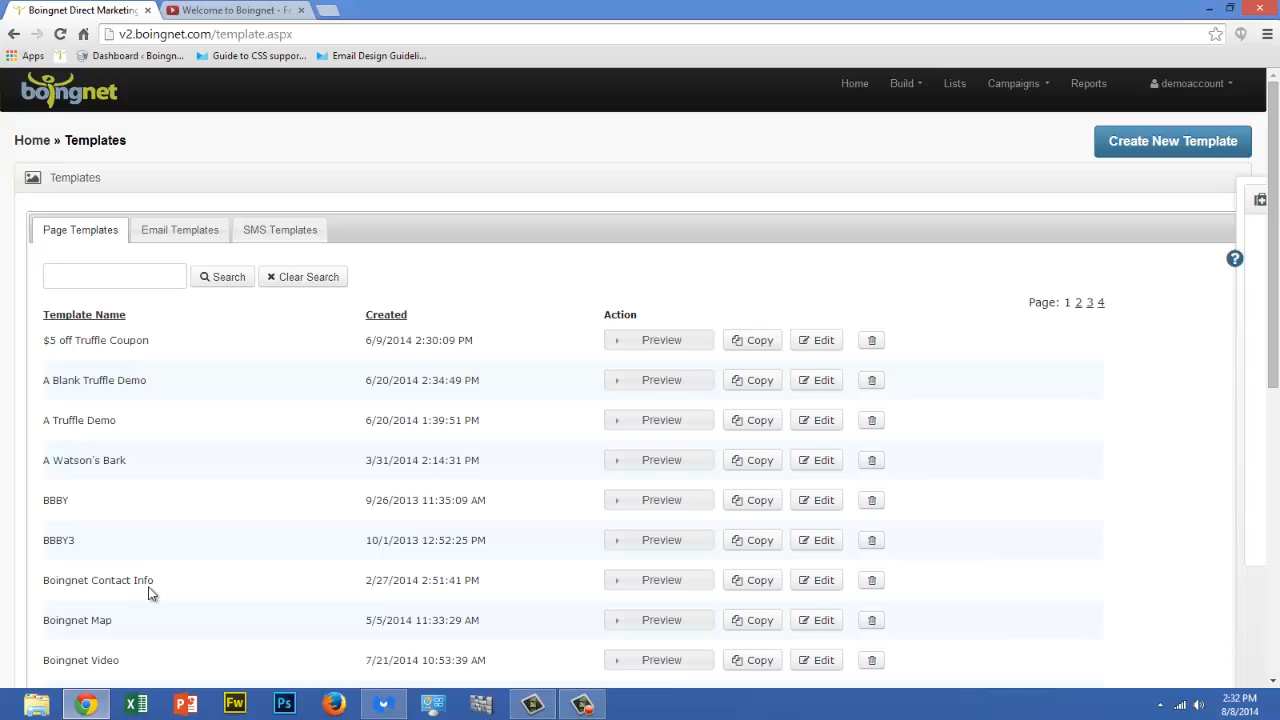 Boingnet Direct Marketing
Welcome to Boingnet - Fr
v2.boingnet.com/template.aspx
Apps
Dashboard ‹ Boingn...
Guide to CSS suppor...
Email Design Guideli...
boingnet
Home
Build
Lists
Campaigns
Reports
demoaccount
Home » Templates
Create New Template
Templates
Page Templates
Email Templates
SMS Templates
Search
Clear Search
Page: 1 2 3 4
Template Name Created Action
$5 off Truffle Coupon 6/9/2014 2:30:09 PM Preview Copy Edit
A Blank Truffle Demo 6/20/2014 2:34:49 PM Preview Copy Edit
A Truffle Demo 6/20/2014 1:39:51 PM Preview Copy Edit
A Watson's Bark 3/31/2014 2:14:31 PM Preview Copy Edit
BBBY 9/26/2013 11:35:09 AM Preview Copy Edit
BBBY3 10/1/2013 12:52:25 PM Preview Copy Edit
Boingnet Contact Info 2/27/2014 2:51:41 PM Preview Copy Edit
Boingnet Map 5/5/2014 11:33:29 AM Preview Copy Edit
Boingnet Video 7/21/2014 10:53:39 AM Preview Copy Edit
Fw
Ps
2:32 PM
8/8/2014